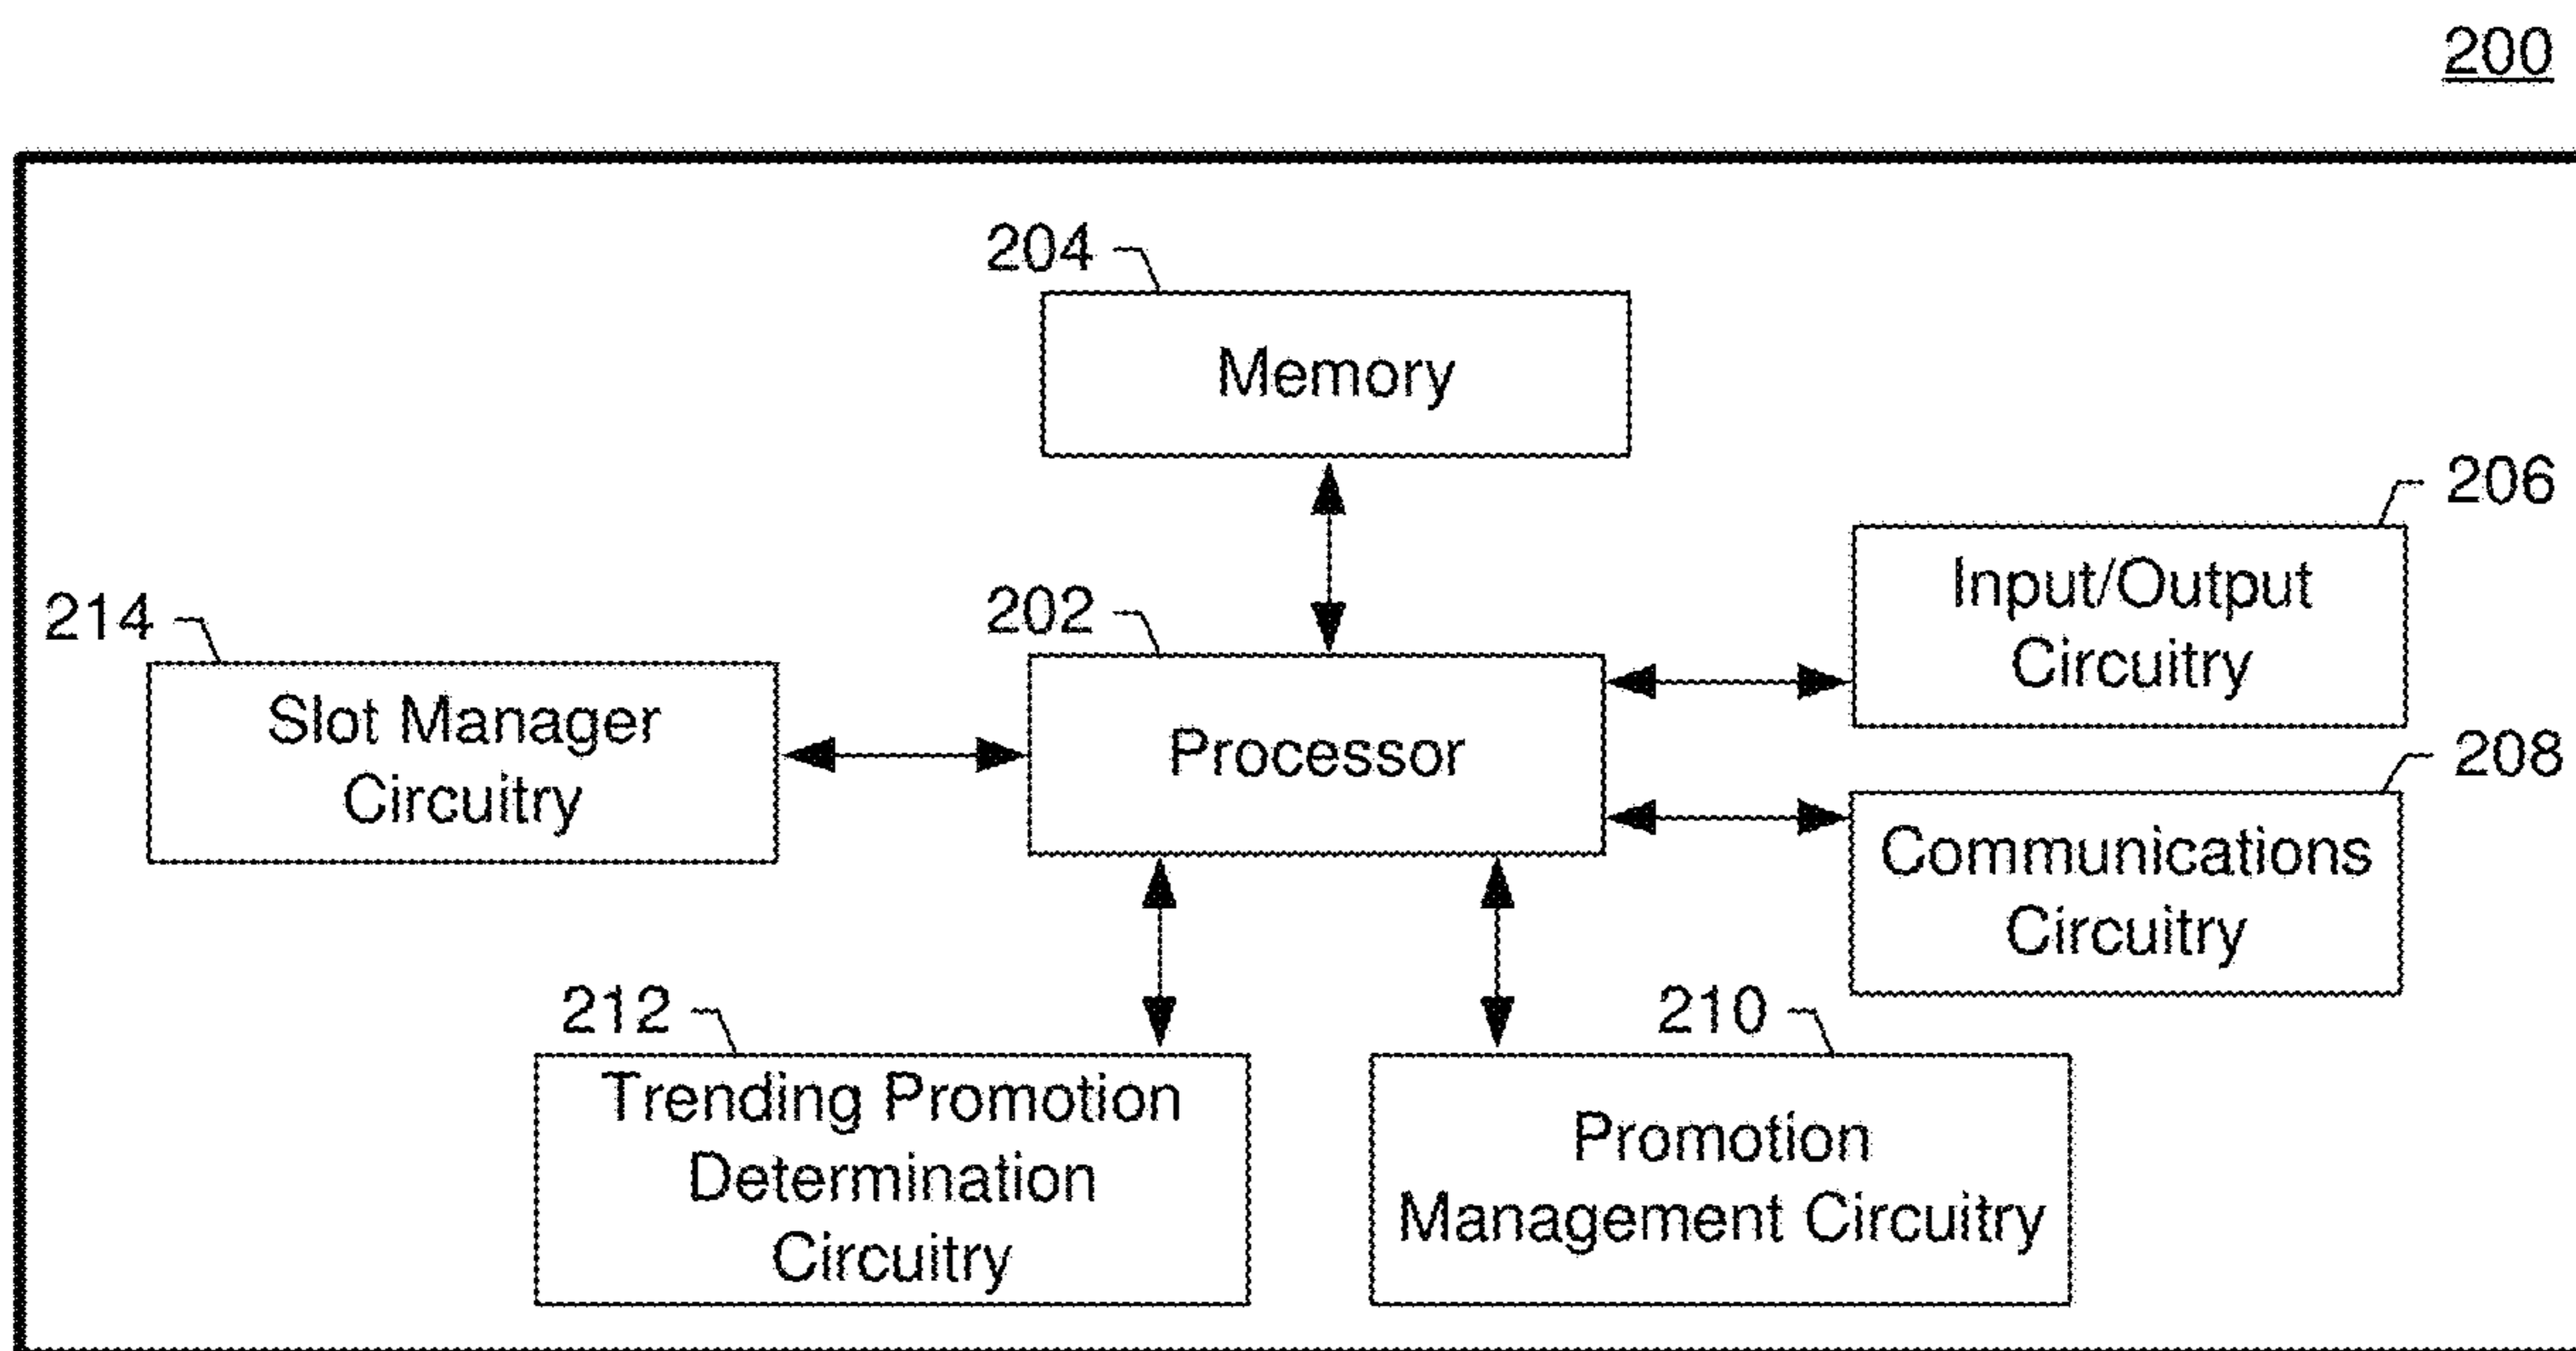 200
204
Memory
206
Input/Output
Circuitry
214
Slot Manager
Circuitry
202
Processor
208
Communications
Circuitry
212
Trending Promotion
Determination
Circuitry
210
Promotion
Management Circuitry